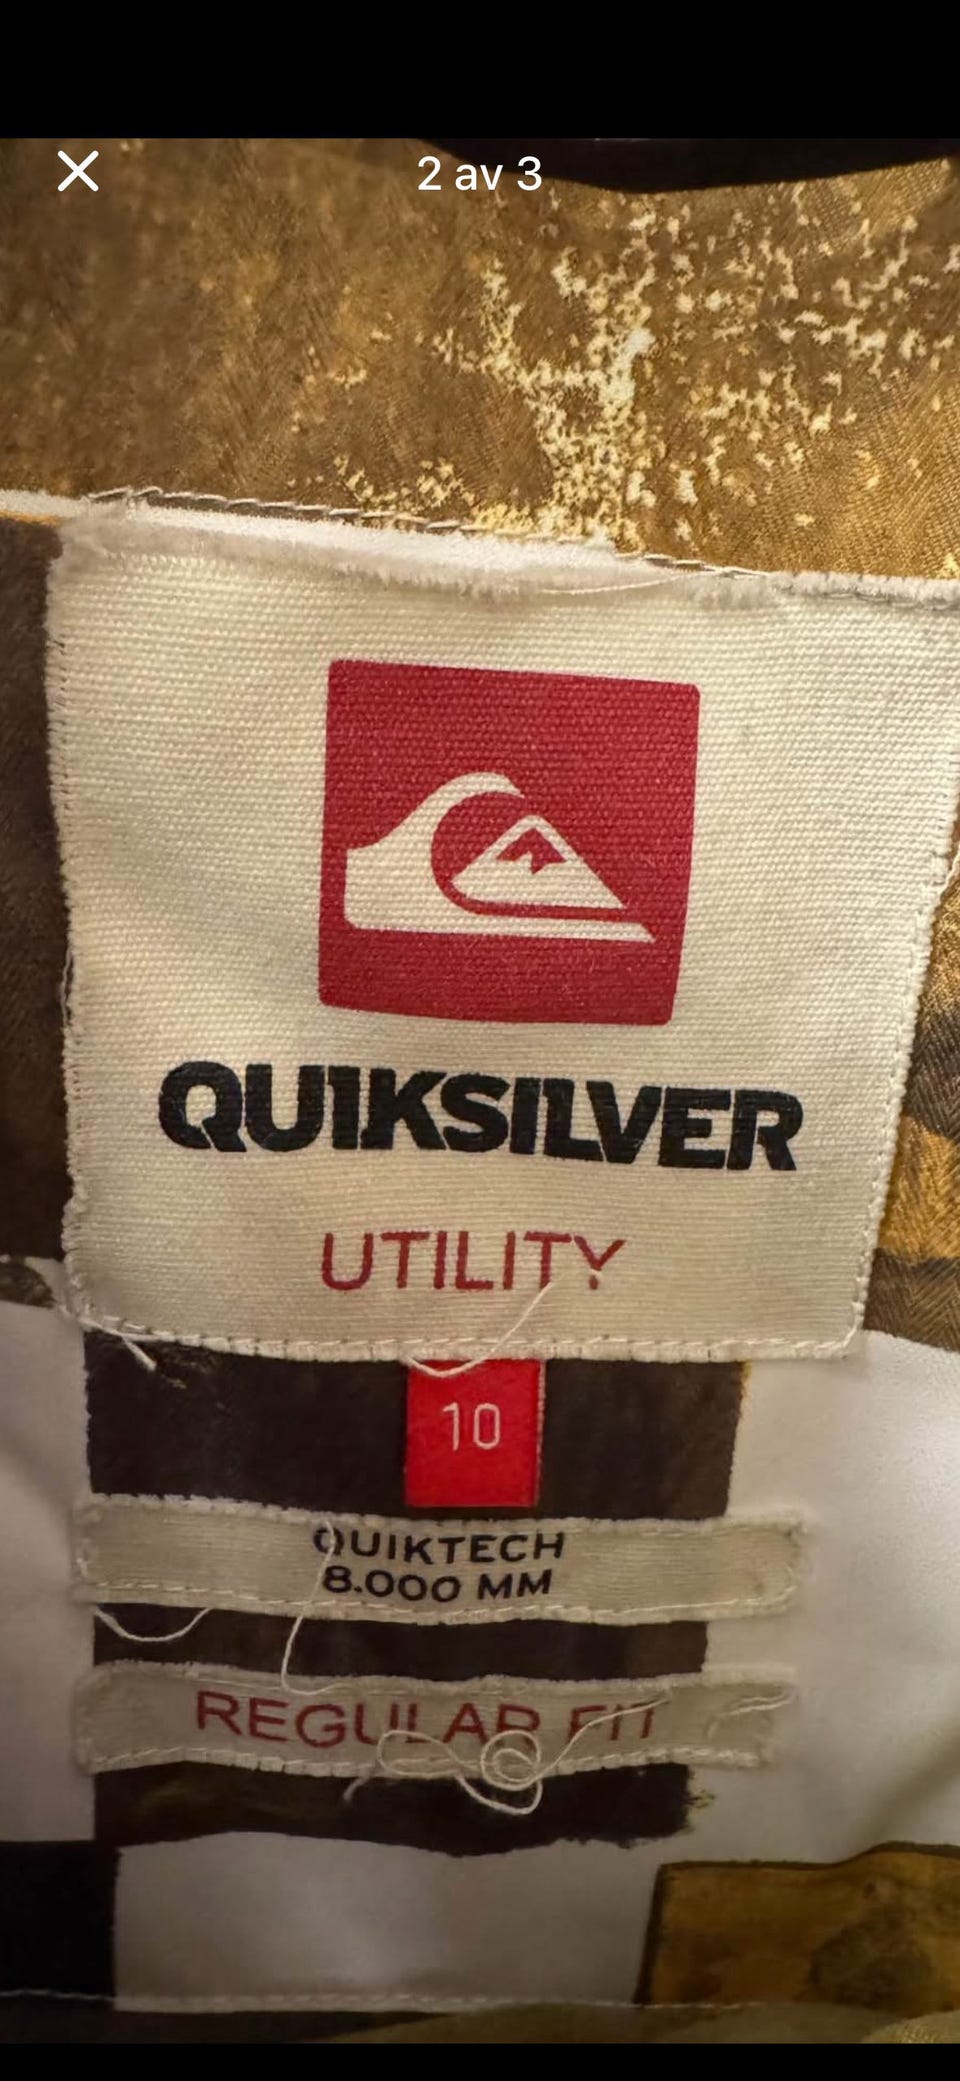 2 av 3
QUIKSILVER
UTILITY
10
QUIKTECH
8.000 MM
REGULAR FIT